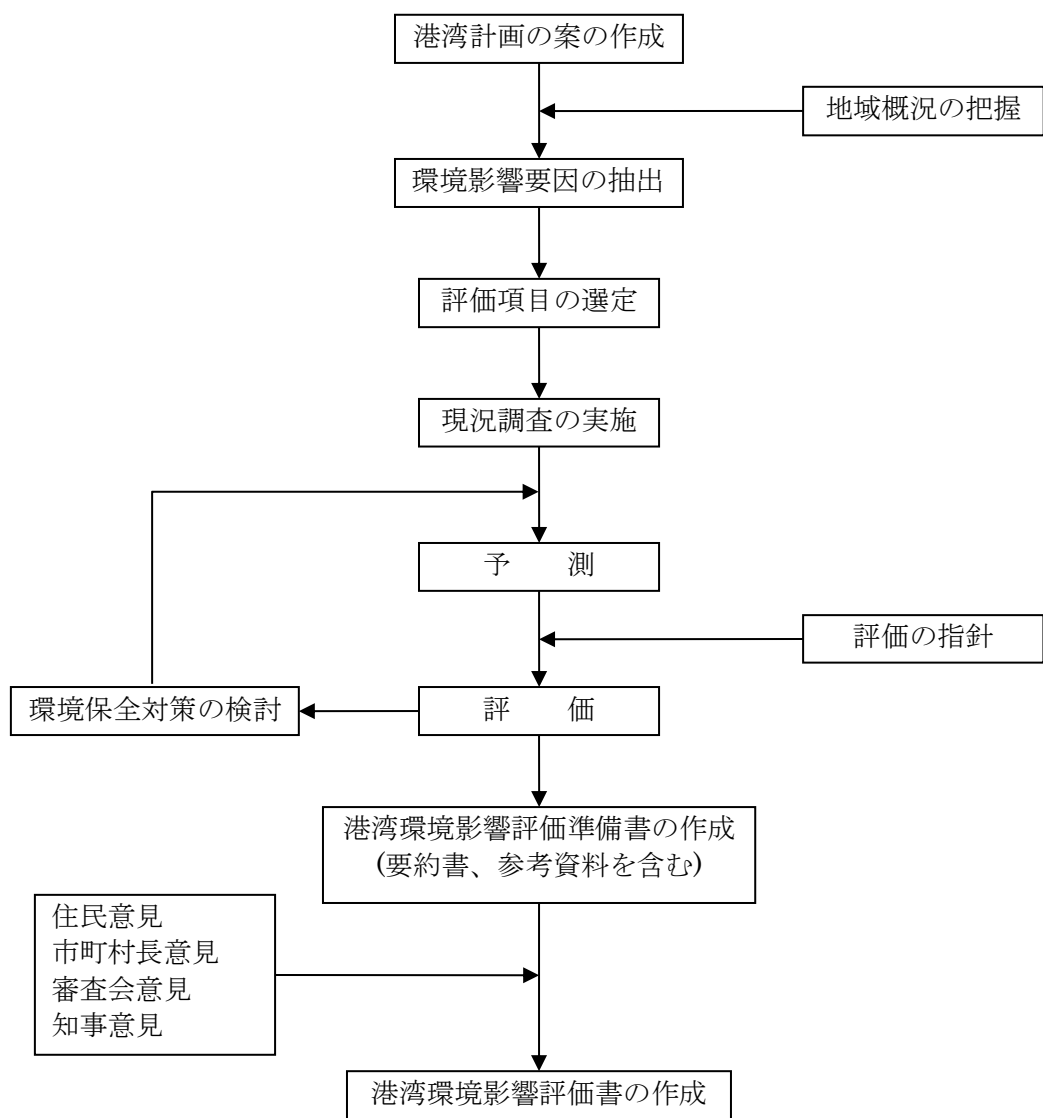 港湾計画の案の作成
地域概況の把握
環境影響要因の抽出
評価項目の選定
現況調査の実施
予　　測
評価の指針
環境保全対策の検討
評　　価
港湾環境影響評価準備書の作成
(要約書、参考資料を含む)
住民意見
市町村長意見
審査会意見
知事意見
港湾環境影響評価書の作成